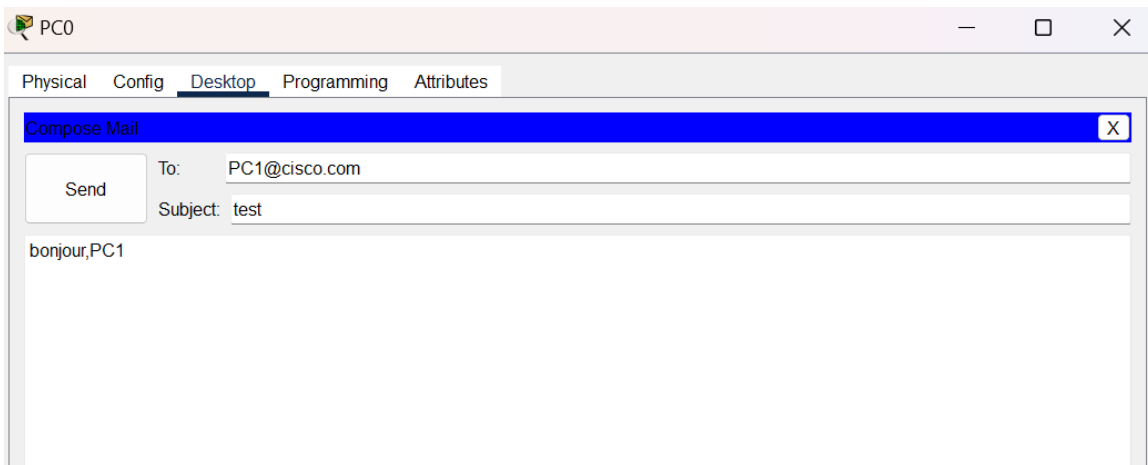 PC0
Physical Config Desktop Programming Attributes
Compose Mail
X
Send
To: PC1@cisco.com
Subject: test
bonjour,PC1